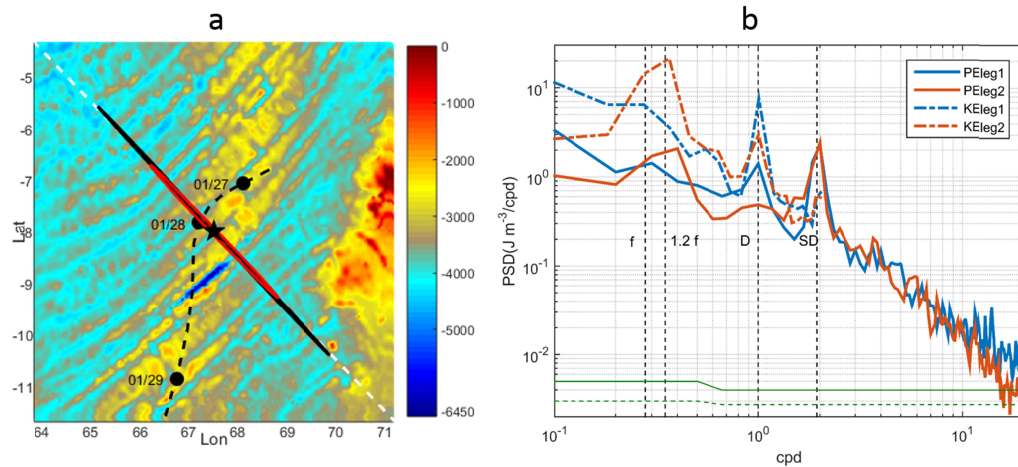 a
b
-5
-6
-7
-8
-9
-10
-11
Lat
64
65
66
67
68
69
70
71
Lon
01/27
01/28
01/29
0
-1000
-2000
-3000
-4000
-5000
-6450
PSD(J m⁻³/cpd)
10¹
10⁰
10⁻¹
10⁻²
10⁻¹
10⁰
10¹
cpd
f
1.2 f
D
SD
PEleg1
PEleg2
KEleg1
KEleg2